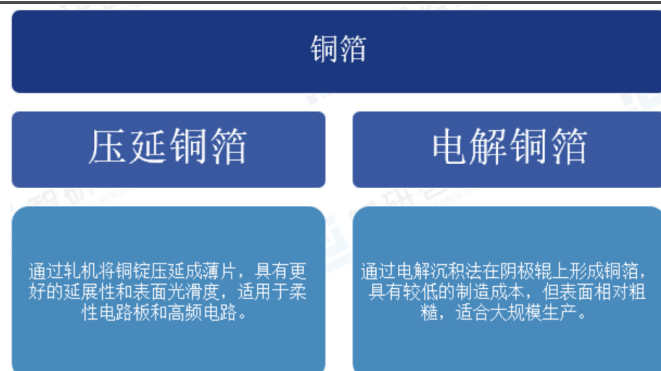 铜箔
压延铜箔
电解铜箔
通过轧机将铜锭压延成薄片，具有更
好的延展性和表面光滑度，适用于柔
性电路板和高频电路。
通过电解沉积法在阴极辊上形成铜箔，
具有较低的制造成本，但表面相对粗
糙，适合大规模生产。